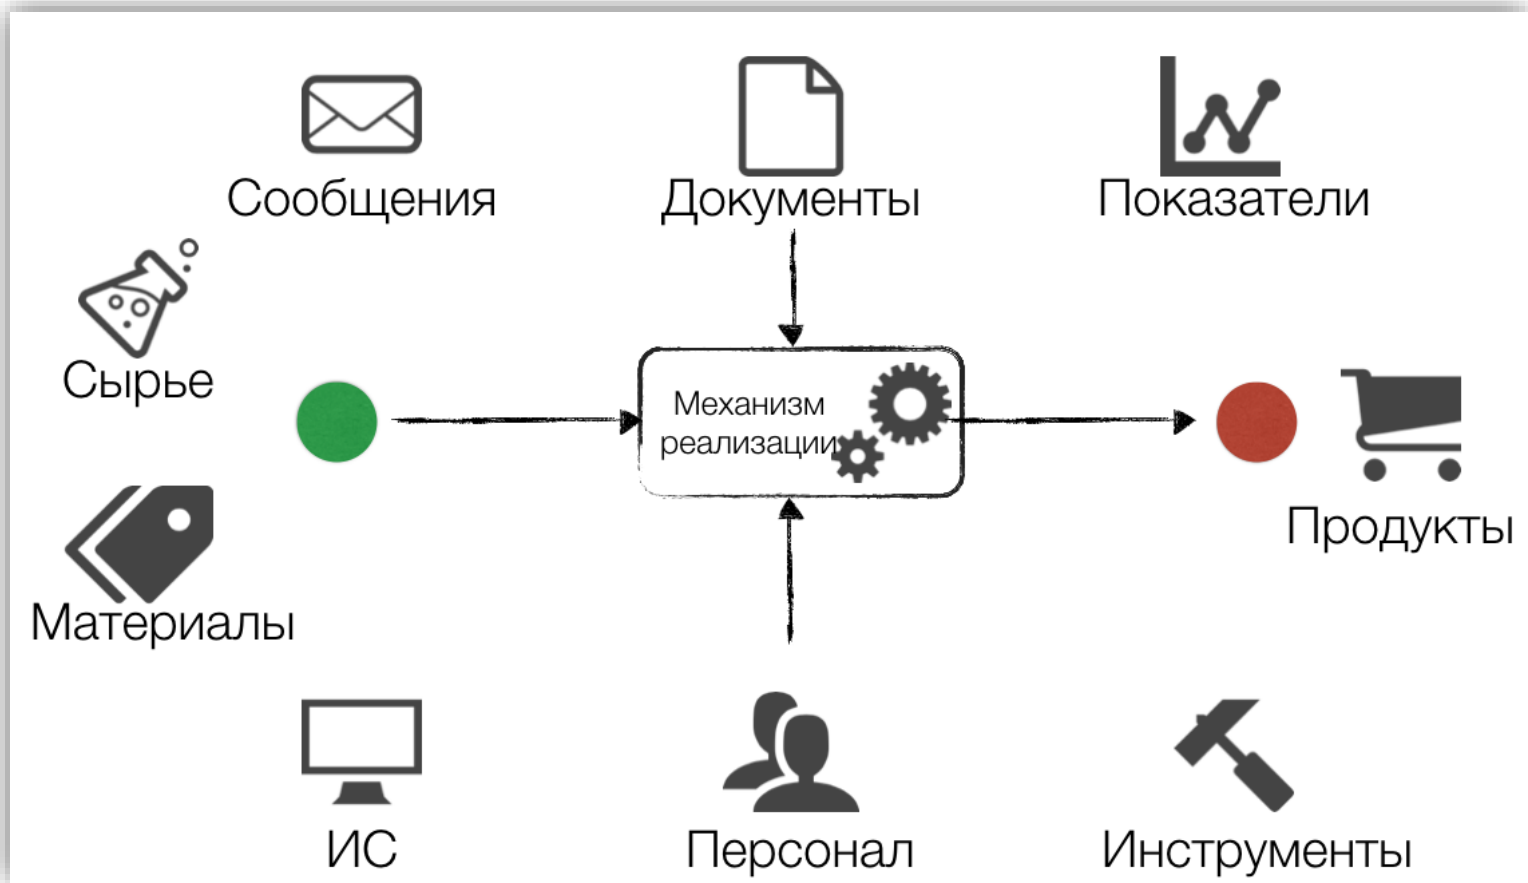 Сообщения
Документы
Показатели
Сырье
Механизм
реализации
Продукты
Материалы
ИС
Персонал
Инструменты